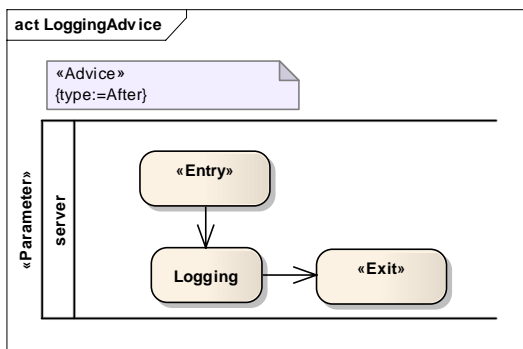 act LoggingAdvice
«Advice»
{type:=After}
«Parameter»
server
«Entry»
Logging
«Exit»